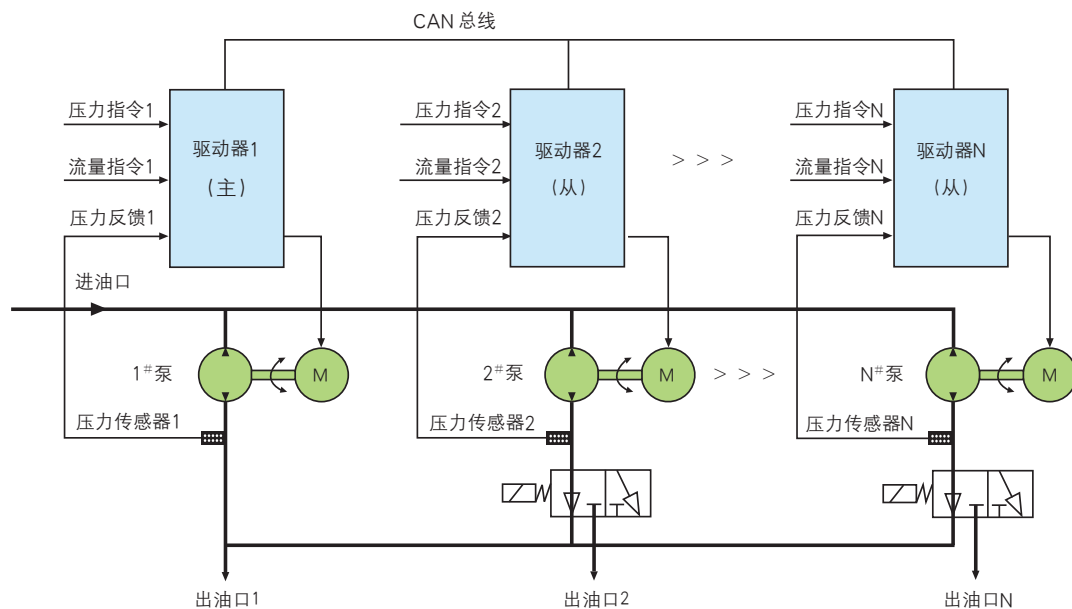 CAN 总线
压力指令1
流量指令1
压力反馈1
驱动器1
(主)
压力指令2
流量指令2
压力反馈2
驱动器2
(从)
> > >
压力指令N
流量指令N
压力反馈N
驱动器N
(从)
进油口
1#泵
M
2#泵
M
> > >
N#泵
M
压力传感器1
压力传感器2
压力传感器N
出油口1
出油口2
出油口N